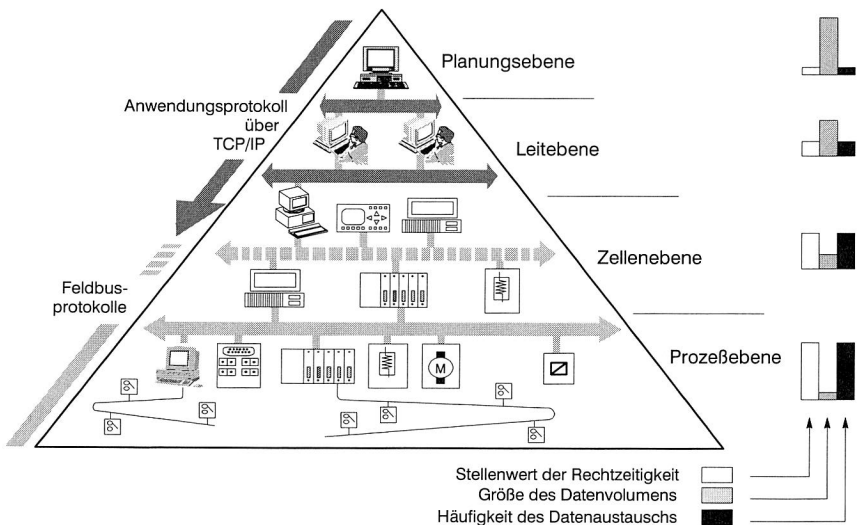 Planungsebene
Anwendungsprotokoll
über
TCP/IP
Leitebene
Zellenebene
Feldbus-
protokolle
Prozeßebene
M
Stellenwert der Rechtzeitigkeit
Größe des Datenvolumens
Häufigkeit des Datenaustauschs